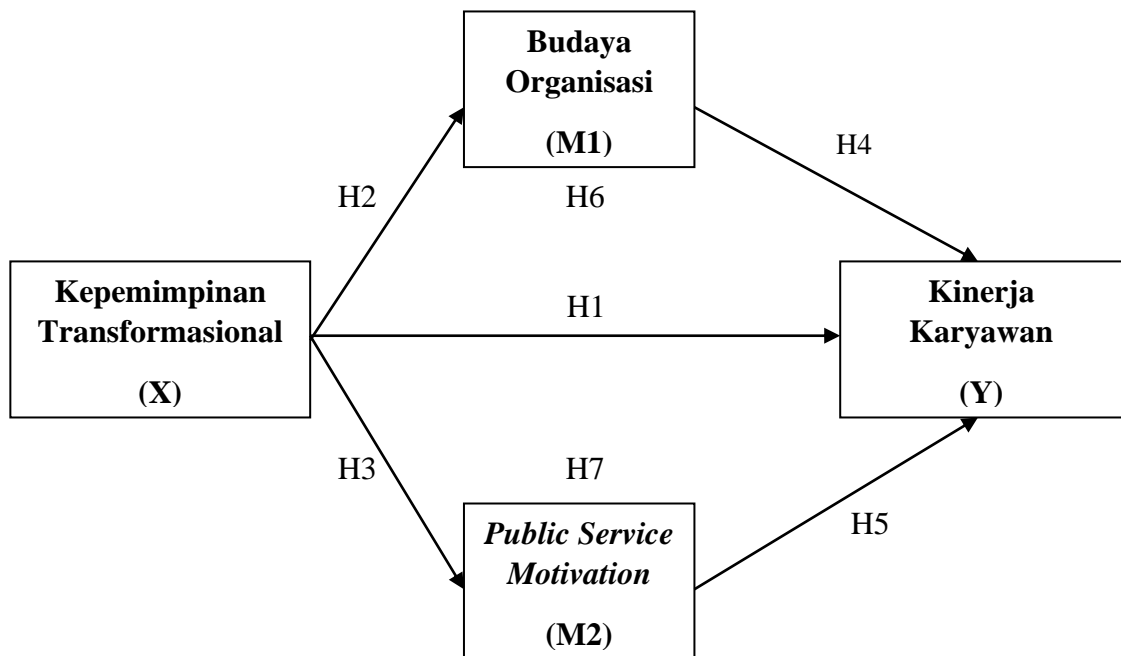 Budaya
Organisasi
(M1)
H2
H4
H6
Kepemimpinan
Transformasional
(X)
H1
Kinerja
Karyawan
(Y)
H3
H7
H5
Public Service
Motivation
(M2)